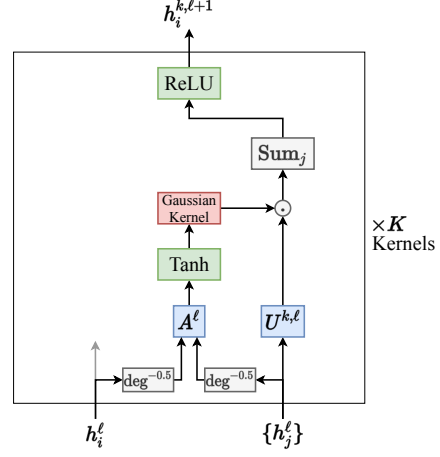 h_i^{k,ℓ+1}
ReLU
Sum_j
Gaussian
Kernel
×K
Kernels
Tanh
A^ℓ
U^{k,ℓ}
deg^{-0.5}
deg^{-0.5}
h_i^ℓ
{h_j^ℓ}